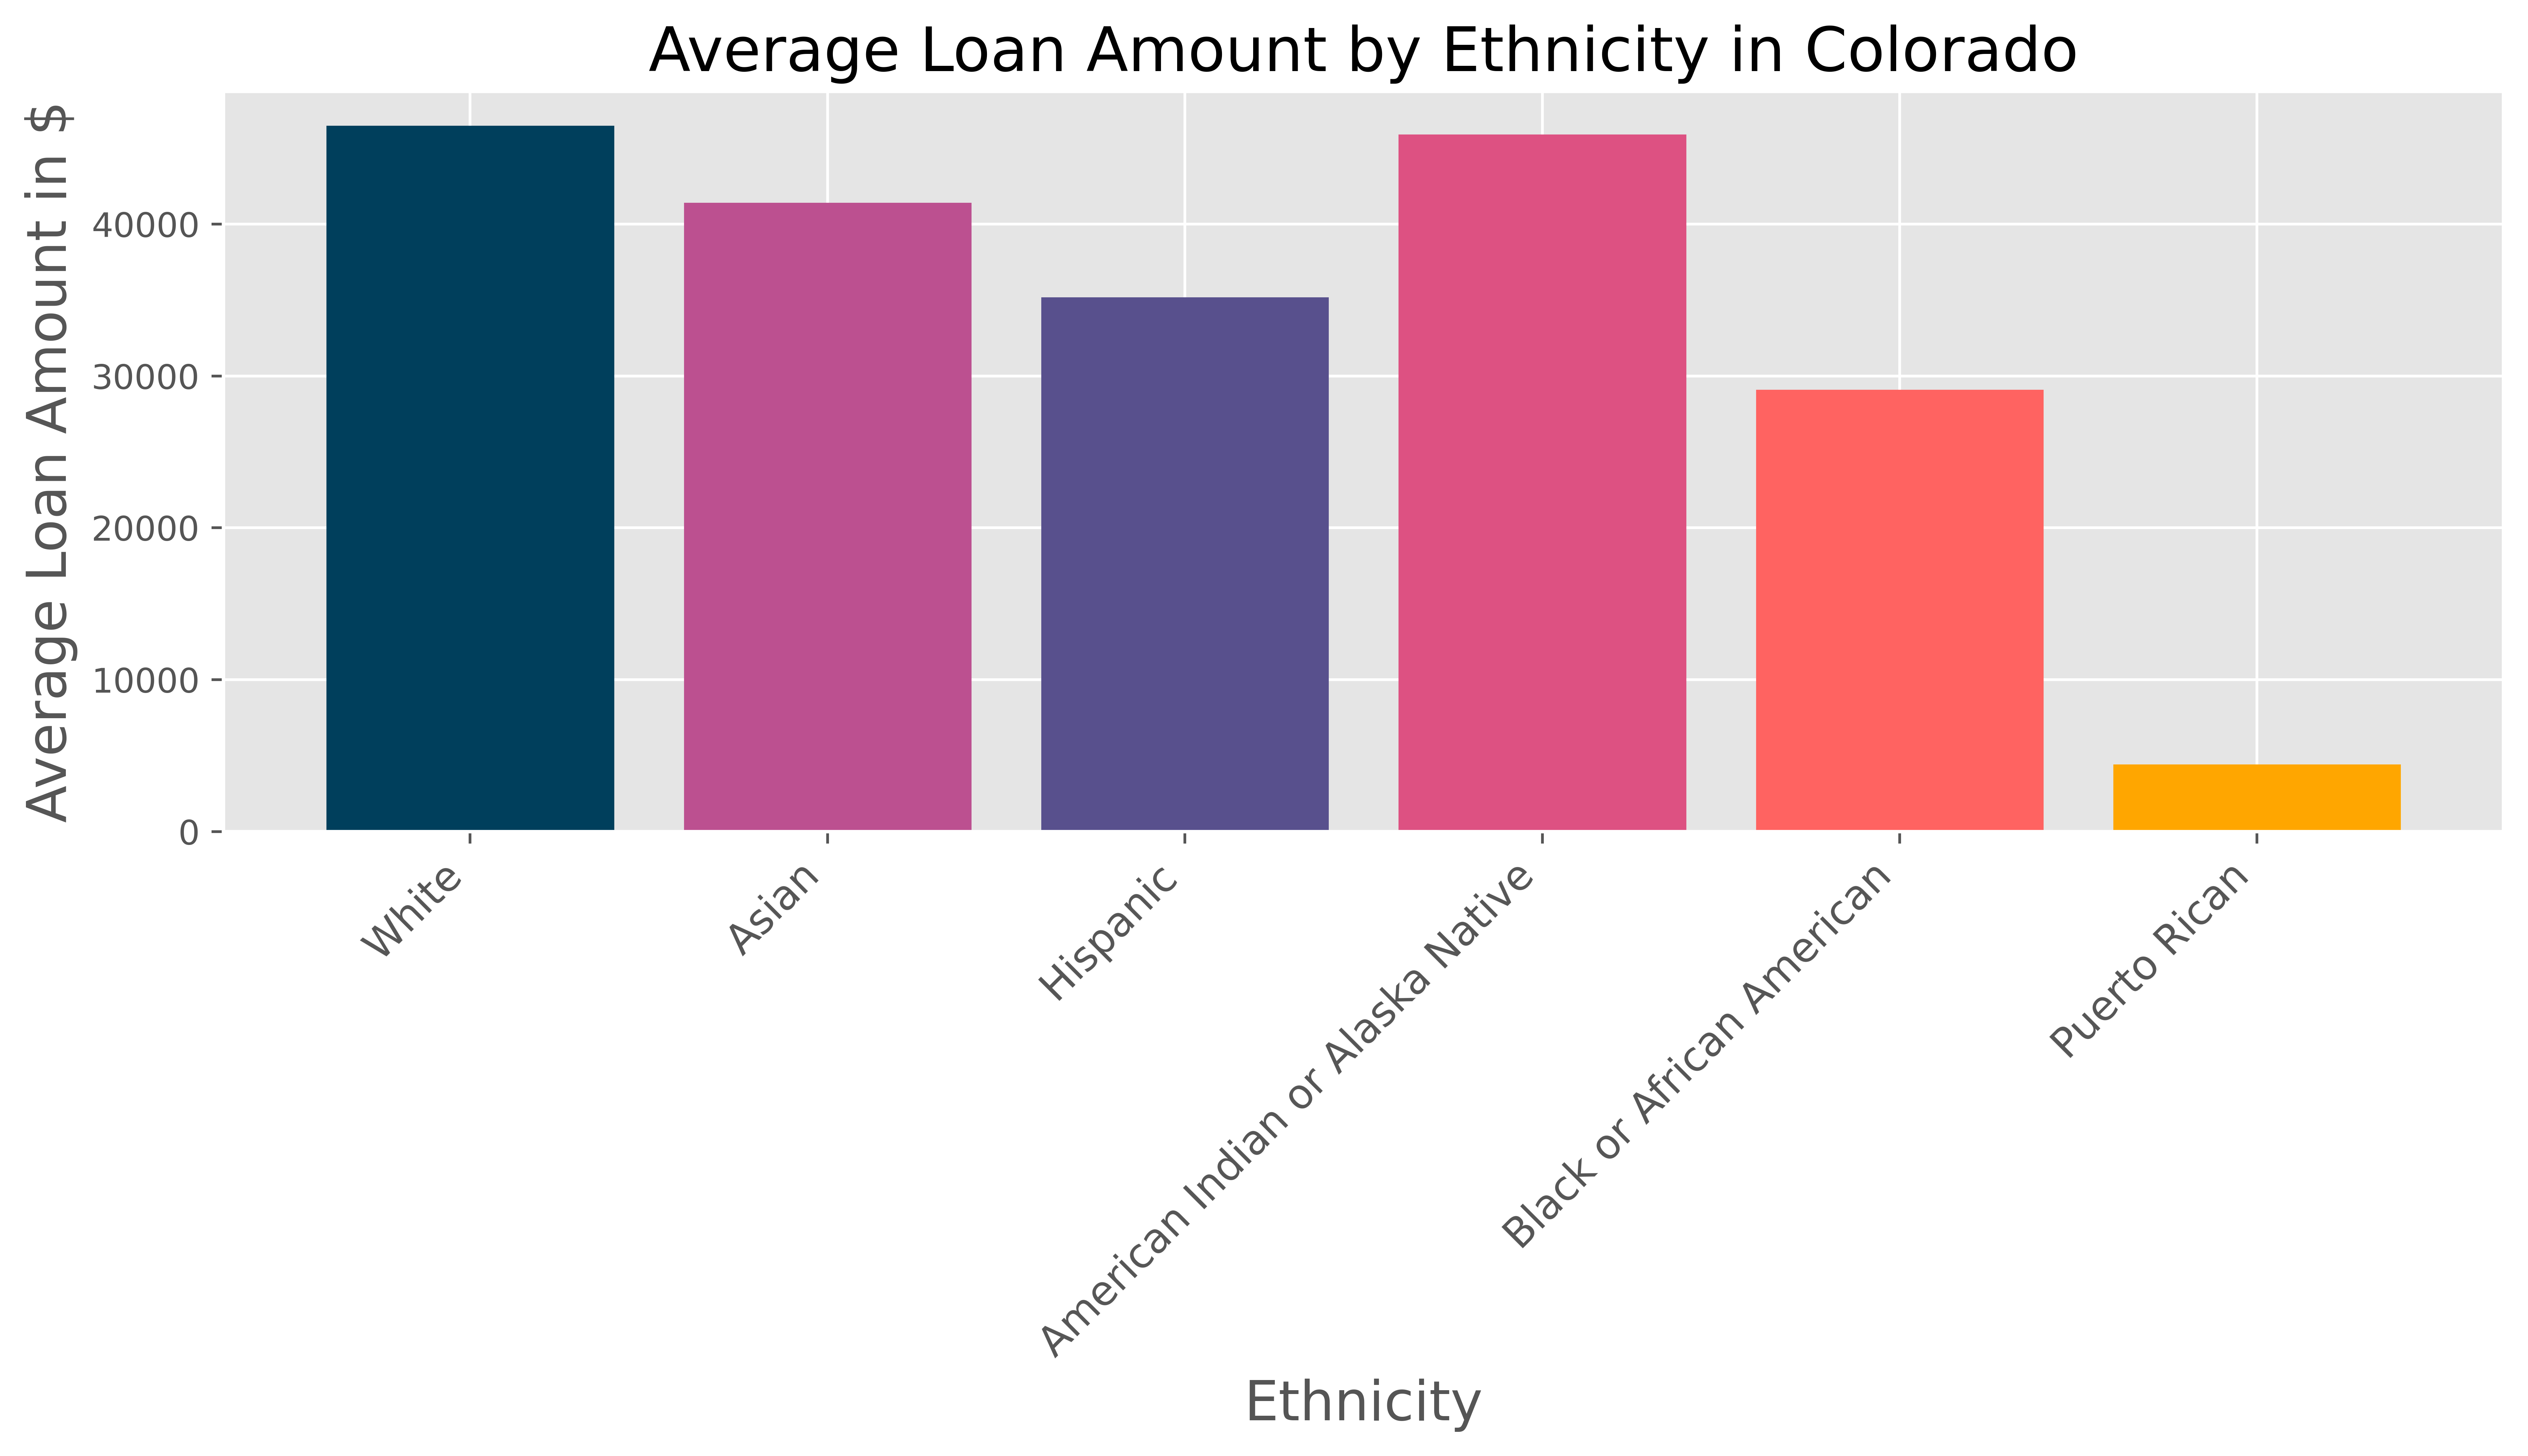 Average Loan Amount by Ethnicity in Colorado
Average Loan Amount in $
40000
30000
20000
10000
0
White
Asian
Hispanic
American Indian or Alaska Native
Black or African American
Puerto Rican
Ethnicity